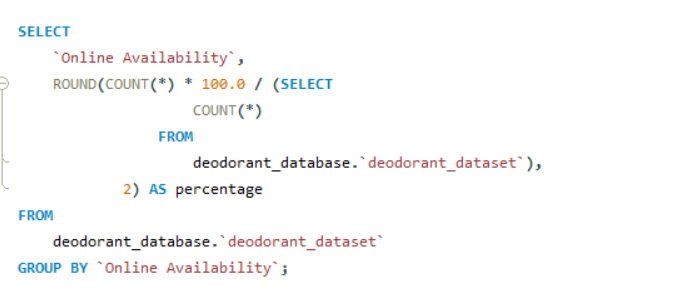 SELECT
`Online Availability`,
ROUND(COUNT(*) * 100.0 / (SELECT
COUNT(*)
FROM
deodorant_database.`deodorant_dataset`),
2) AS percentage
FROM
deodorant_database.`deodorant_dataset`
GROUP BY `Online Availability`;